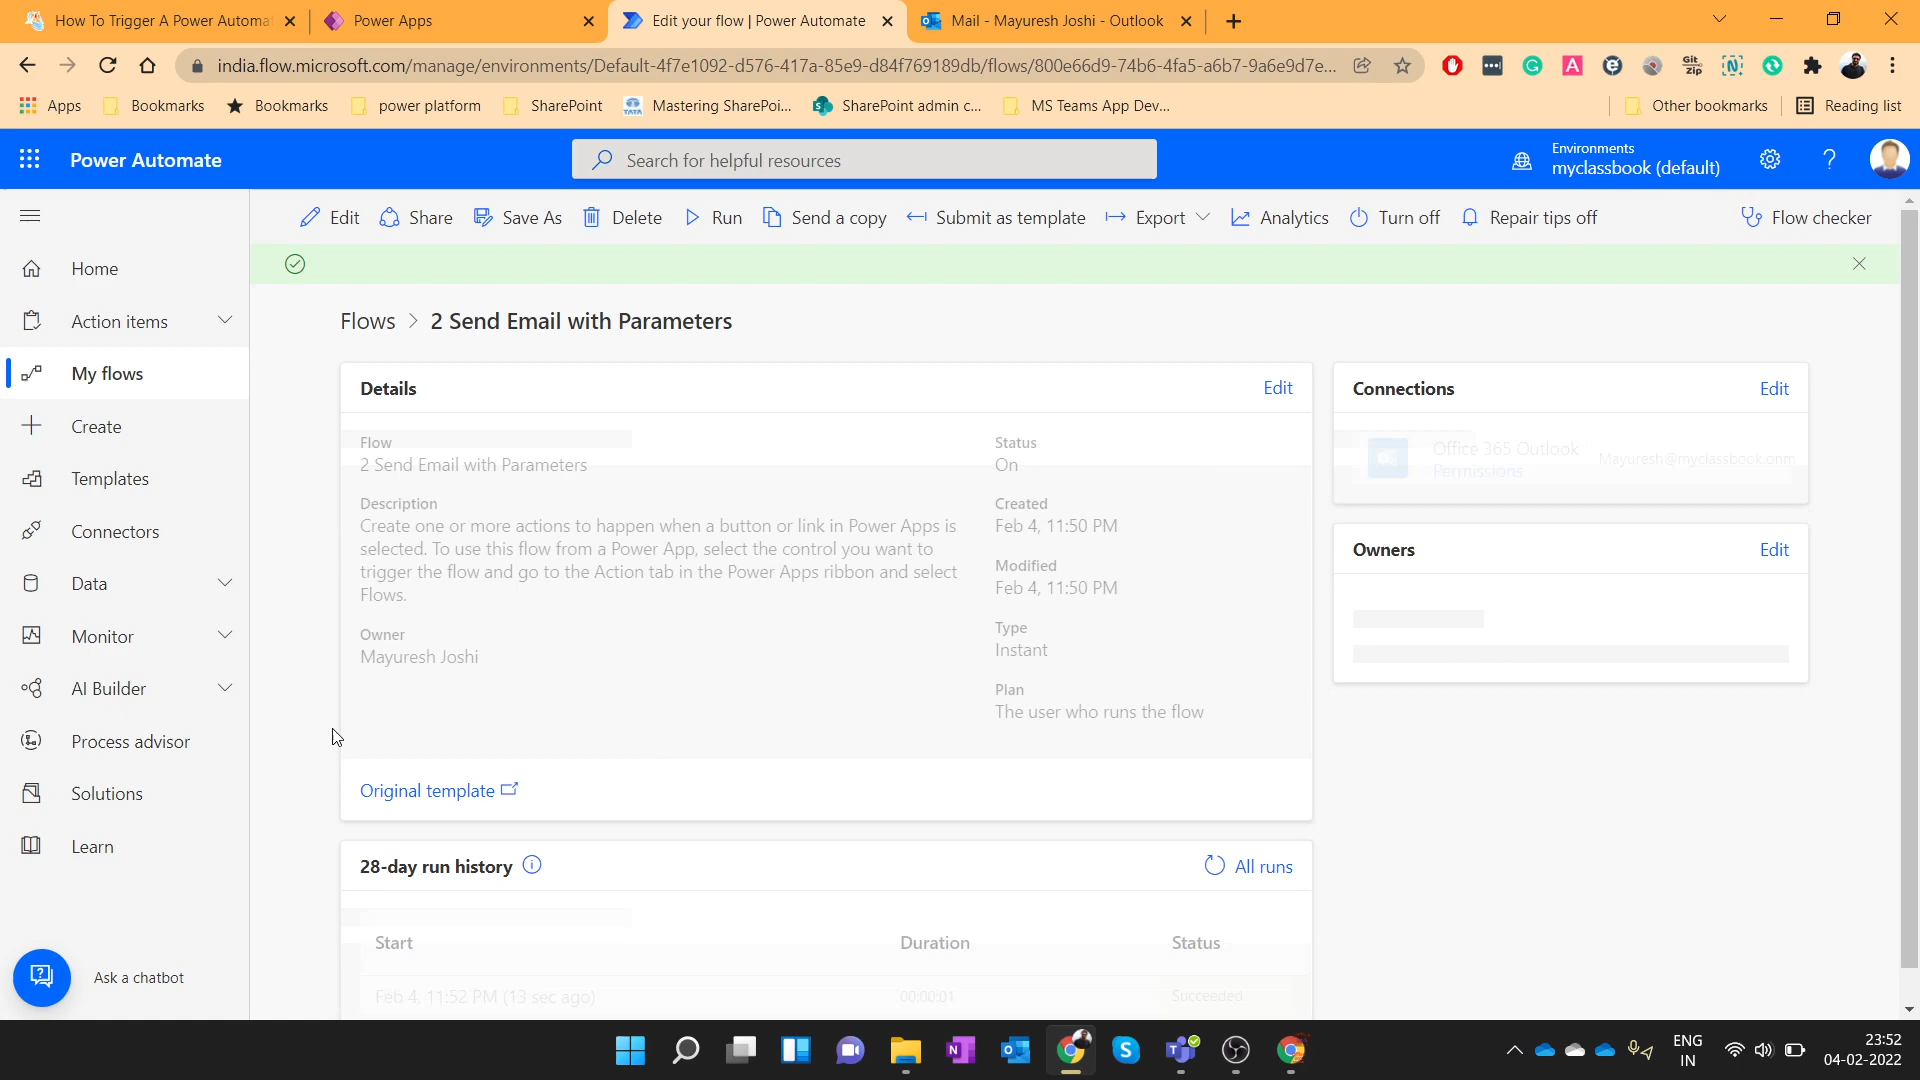 How To Trigger A Power Automat
Power Apps
Edit your flow | Power Automate
Mail - Mayuresh Joshi - Outlook
india.flow.microsoft.com/manage/environments/Default-4f7e1092-d576-417a-85e9-d84f769189db/flows/800e66d9-74b6-4fa5-a6b7-9a6e9d7e...
Apps
Bookmarks
Bookmarks
power platform
SharePoint
Mastering SharePoi...
SharePoint admin c...
MS Teams App Dev...
Other bookmarks
Reading list
Power Automate
Search for helpful resources
Environments
myclassbook (default)
Edit
Share
Save As
Delete
Run
Send a copy
Submit as template
Export
Analytics
Turn off
Repair tips off
Flow checker
Home
Action items
My flows
Create
Templates
Connectors
Data
Monitor
AI Builder
Process advisor
Solutions
Learn
Ask a chatbot
Flows > 2 Send Email with Parameters
Details
Edit
Flow
2 Send Email with Parameters
Description
Create one or more actions to happen when a button or link in Power Apps is
selected. To use this flow from a Power App, select the control you want to
trigger the flow and go to the Action tab in the Power Apps ribbon and select
Flows.
Owner
Mayuresh Joshi
Status
On
Created
Feb 4, 11:50 PM
Modified
Feb 4, 11:50 PM
Type
Instant
Plan
The user who runs the flow
Original template
Connections
Edit
Office 365 Outlook
Permissions
Mayuresh@myclassbook.onm
Owners
Edit
28-day run history
All runs
Start
Duration
Status
Feb 4, 11:52 PM (13 sec ago)
00:00:01
Succeeded
ENG
IN
23:52
04-02-2022